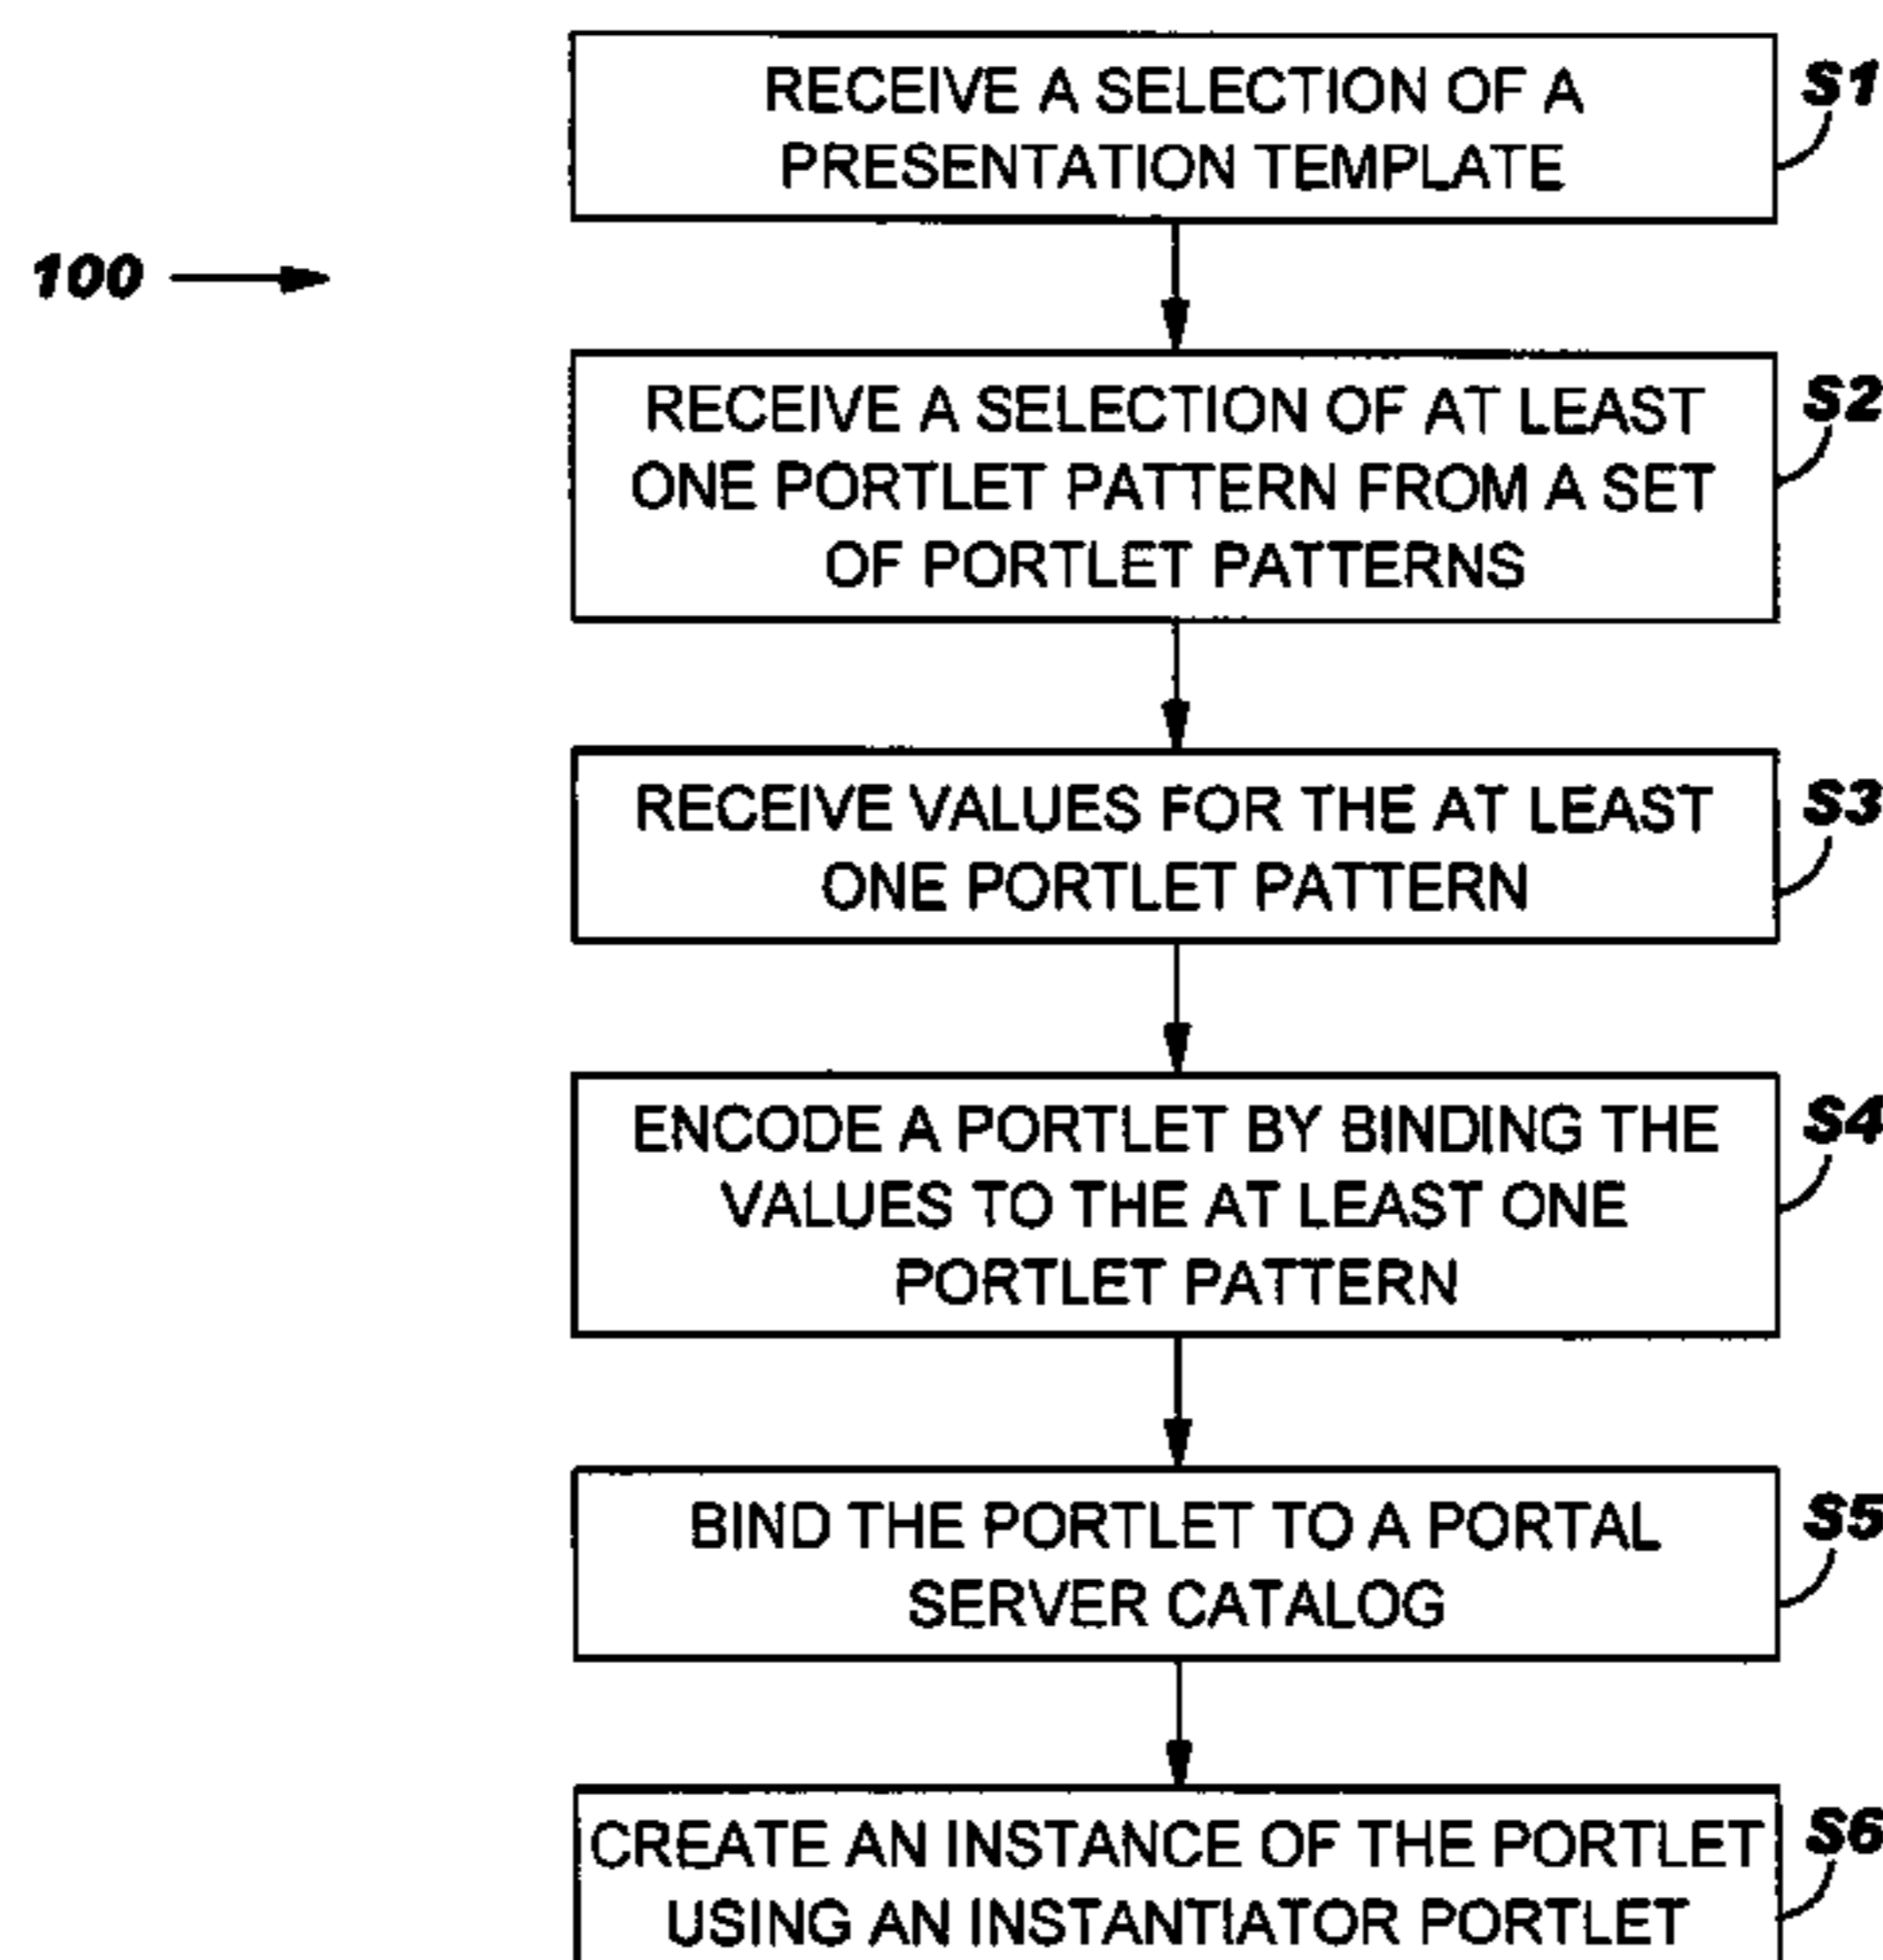 RECEIVE A SELECTION OF A
PRESENTATION TEMPLATE
S1
100
RECEIVE A SELECTION OF AT LEAST
ONE PORTLET PATTERN FROM A SET
OF PORTLET PATTERNS
S2
RECEIVE VALUES FOR THE AT LEAST
ONE PORTLET PATTERN
S3
ENCODE A PORTLET BY BINDING THE
VALUES TO THE AT LEAST ONE
PORTLET PATTERN
S4
BIND THE PORTLET TO A PORTAL
SERVER CATALOG
S5
CREATE AN INSTANCE OF THE PORTLET
USING AN INSTANTIATOR PORTLET
S6